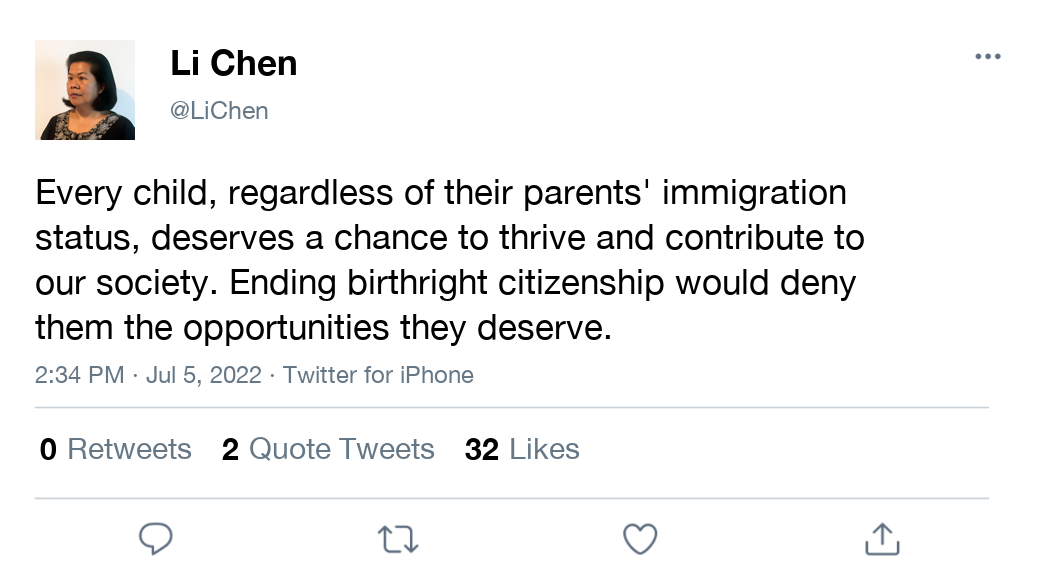 Li Chen
@LiChen
Every child, regardless of their parents' immigration
status, deserves a chance to thrive and contribute to
our society. Ending birthright citizenship would deny
them the opportunities they deserve.
2:34 PM · Jul 5, 2022 · Twitter for iPhone
0 Retweets 2 Quote Tweets 32 Likes